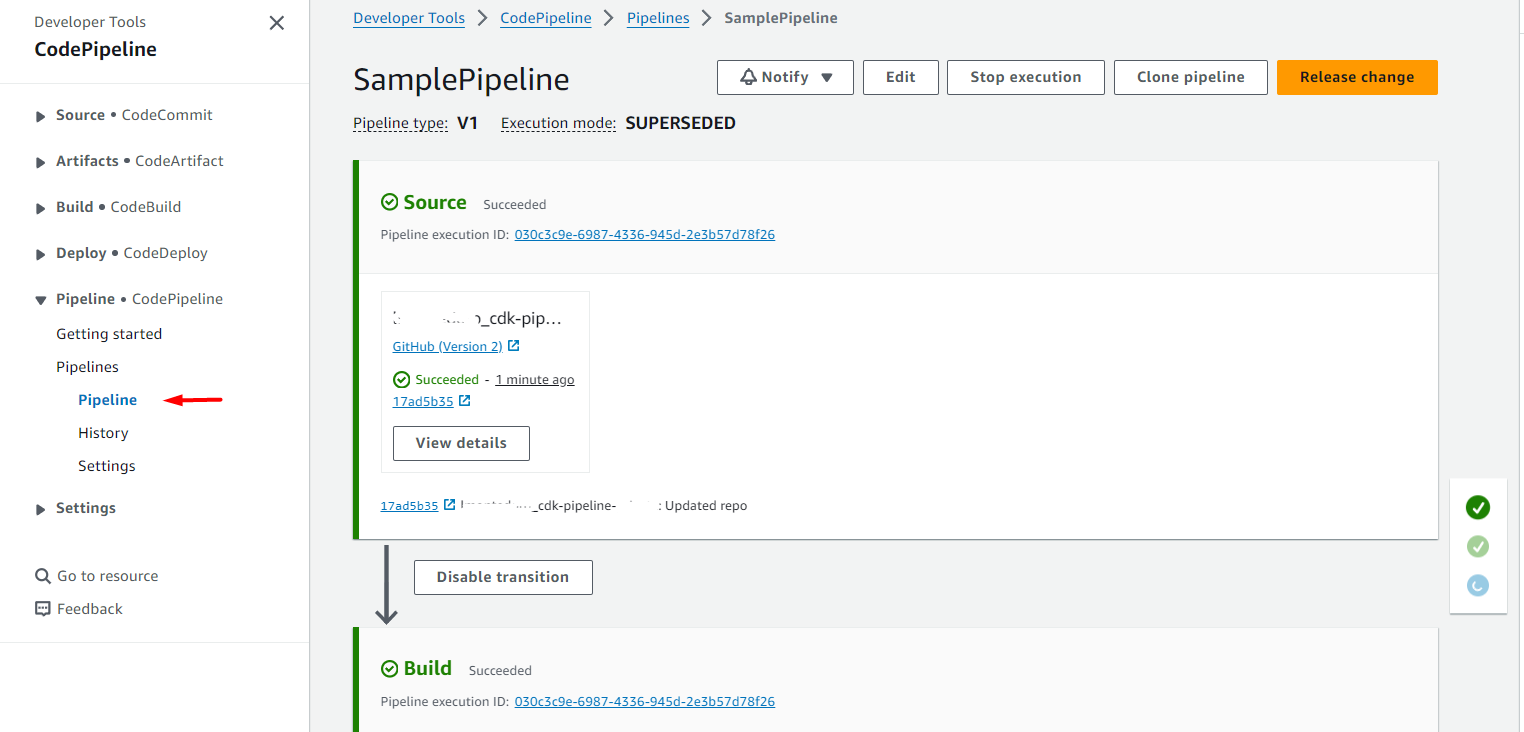 Developer Tools
CodePipeline
Source • CodeCommit
Artifacts • CodeArtifact
Build • CodeBuild
Deploy • CodeDeploy
Pipeline • CodePipeline
Getting started
Pipelines
Pipeline
History
Settings
Settings
Go to resource
Feedback
Developer Tools > CodePipeline > Pipelines > SamplePipeline
SamplePipeline
Notify ▼ Edit Stop execution Clone pipeline Release change
Pipeline type: V1 Execution mode: SUPERSEDED
Source Succeeded
Pipeline execution ID: 030c3c9e-6987-4336-945d-2e3b57d78f26
_cdk-pip...
GitHub (Version 2)
Succeeded - 1 minute ago
17ad5b35
View details
17ad5b35 _cdk-pipeline- : Updated repo
Disable transition
Build Succeeded
Pipeline execution ID: 030c3c9e-6987-4336-945d-2e3b57d78f26